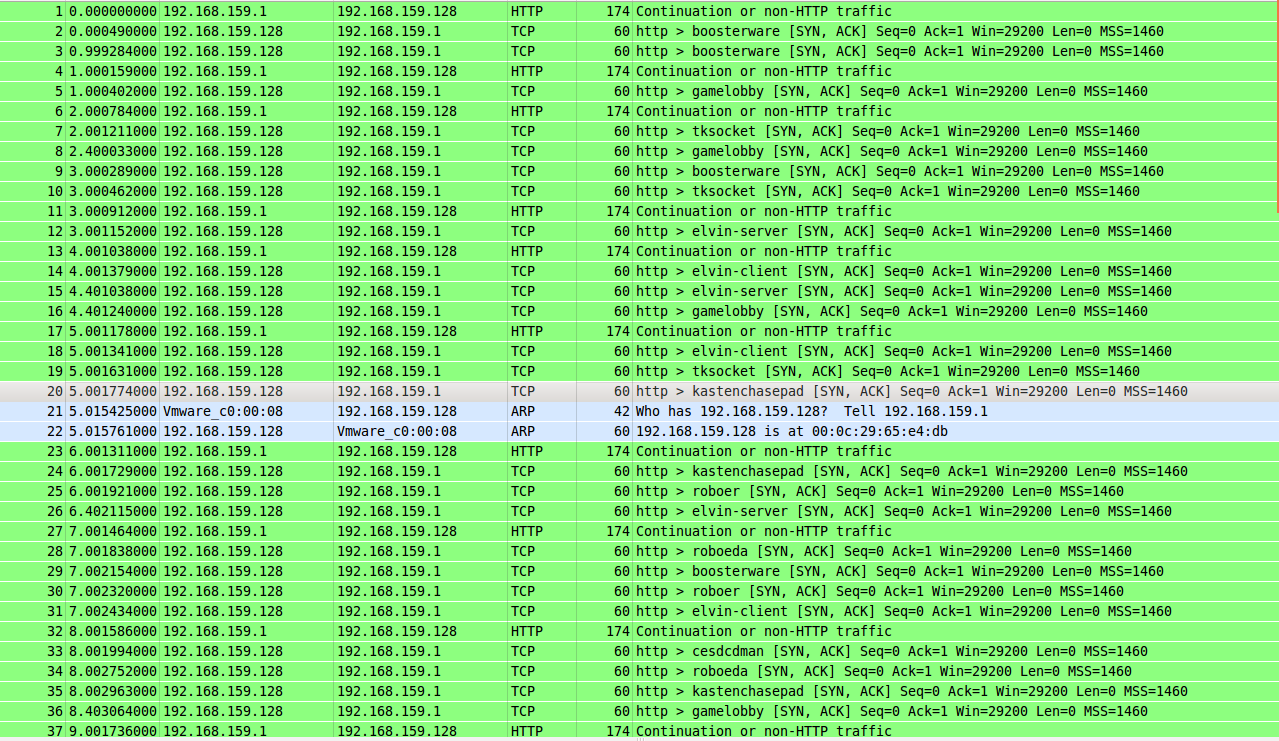 1 0.000000000 192.168.159.1 192.168.159.128 HTTP 174 Continuation or non-HTTP traffic
2 0.000490000 192.168.159.128 192.168.159.1 TCP 60 http > boosterware [SYN, ACK] Seq=0 Ack=1 Win=29200 Len=0 MSS=1460
3 0.999284000 192.168.159.128 192.168.159.1 TCP 60 http > boosterware [SYN, ACK] Seq=0 Ack=1 Win=29200 Len=0 MSS=1460
4 1.000159000 192.168.159.1 192.168.159.128 HTTP 174 Continuation or non-HTTP traffic
5 1.000402000 192.168.159.128 192.168.159.1 TCP 60 http > gamelobby [SYN, ACK] Seq=0 Ack=1 Win=29200 Len=0 MSS=1460
6 2.000784000 192.168.159.1 192.168.159.128 HTTP 174 Continuation or non-HTTP traffic
7 2.001211000 192.168.159.128 192.168.159.1 TCP 60 http > tksocket [SYN, ACK] Seq=0 Ack=1 Win=29200 Len=0 MSS=1460
8 2.400033000 192.168.159.128 192.168.159.1 TCP 60 http > gamelobby [SYN, ACK] Seq=0 Ack=1 Win=29200 Len=0 MSS=1460
9 3.000289000 192.168.159.128 192.168.159.1 TCP 60 http > boosterware [SYN, ACK] Seq=0 Ack=1 Win=29200 Len=0 MSS=1460
10 3.000462000 192.168.159.128 192.168.159.1 TCP 60 http > tksocket [SYN, ACK] Seq=0 Ack=1 Win=29200 Len=0 MSS=1460
11 3.000912000 192.168.159.1 192.168.159.128 HTTP 174 Continuation or non-HTTP traffic
12 3.001152000 192.168.159.128 192.168.159.1 TCP 60 http > elvin-server [SYN, ACK] Seq=0 Ack=1 Win=29200 Len=0 MSS=1460
13 4.001038000 192.168.159.1 192.168.159.128 HTTP 174 Continuation or non-HTTP traffic
14 4.001379000 192.168.159.128 192.168.159.1 TCP 60 http > elvin-client [SYN, ACK] Seq=0 Ack=1 Win=29200 Len=0 MSS=1460
15 4.401038000 192.168.159.128 192.168.159.1 TCP 60 http > elvin-server [SYN, ACK] Seq=0 Ack=1 Win=29200 Len=0 MSS=1460
16 4.401240000 192.168.159.128 192.168.159.1 TCP 60 http > gamelobby [SYN, ACK] Seq=0 Ack=1 Win=29200 Len=0 MSS=1460
17 5.001178000 192.168.159.1 192.168.159.128 HTTP 174 Continuation or non-HTTP traffic
18 5.001341000 192.168.159.128 192.168.159.1 TCP 60 http > elvin-client [SYN, ACK] Seq=0 Ack=1 Win=29200 Len=0 MSS=1460
19 5.001631000 192.168.159.128 192.168.159.1 TCP 60 http > tksocket [SYN, ACK] Seq=0 Ack=1 Win=29200 Len=0 MSS=1460
20 5.001774000 192.168.159.128 192.168.159.1 TCP 60 http > kastenchasepad [SYN, ACK] Seq=0 Ack=1 Win=29200 Len=0 MSS=1460
21 5.015425000 Vmware_c0:00:08 192.168.159.128 ARP 42 Who has 192.168.159.128?  Tell 192.168.159.1
22 5.015761000 192.168.159.128 Vmware_c0:00:08 ARP 60 192.168.159.128 is at 00:0c:29:65:e4:db
23 6.001311000 192.168.159.1 192.168.159.128 HTTP 174 Continuation or non-HTTP traffic
24 6.001729000 192.168.159.128 192.168.159.1 TCP 60 http > kastenchasepad [SYN, ACK] Seq=0 Ack=1 Win=29200 Len=0 MSS=1460
25 6.001921000 192.168.159.128 192.168.159.1 TCP 60 http > roboer [SYN, ACK] Seq=0 Ack=1 Win=29200 Len=0 MSS=1460
26 6.402115000 192.168.159.128 192.168.159.1 TCP 60 http > elvin-server [SYN, ACK] Seq=0 Ack=1 Win=29200 Len=0 MSS=1460
27 7.001464000 192.168.159.1 192.168.159.128 HTTP 174 Continuation or non-HTTP traffic
28 7.001838000 192.168.159.128 192.168.159.1 TCP 60 http > roboeda [SYN, ACK] Seq=0 Ack=1 Win=29200 Len=0 MSS=1460
29 7.002154000 192.168.159.128 192.168.159.1 TCP 60 http > boosterware [SYN, ACK] Seq=0 Ack=1 Win=29200 Len=0 MSS=1460
30 7.002320000 192.168.159.128 192.168.159.1 TCP 60 http > roboer [SYN, ACK] Seq=0 Ack=1 Win=29200 Len=0 MSS=1460
31 7.002434000 192.168.159.128 192.168.159.1 TCP 60 http > elvin-client [SYN, ACK] Seq=0 Ack=1 Win=29200 Len=0 MSS=1460
32 8.001586000 192.168.159.1 192.168.159.128 HTTP 174 Continuation or non-HTTP traffic
33 8.001994000 192.168.159.128 192.168.159.1 TCP 60 http > cesdcdman [SYN, ACK] Seq=0 Ack=1 Win=29200 Len=0 MSS=1460
34 8.002752000 192.168.159.128 192.168.159.1 TCP 60 http > roboeda [SYN, ACK] Seq=0 Ack=1 Win=29200 Len=0 MSS=1460
35 8.002963000 192.168.159.128 192.168.159.1 TCP 60 http > kastenchasepad [SYN, ACK] Seq=0 Ack=1 Win=29200 Len=0 MSS=1460
36 8.403064000 192.168.159.128 192.168.159.1 TCP 60 http > gamelobby [SYN, ACK] Seq=0 Ack=1 Win=29200 Len=0 MSS=1460
37 9.001736000 192.168.159.1 192.168.159.128 HTTP 174 Continuation or non-HTTP traffic